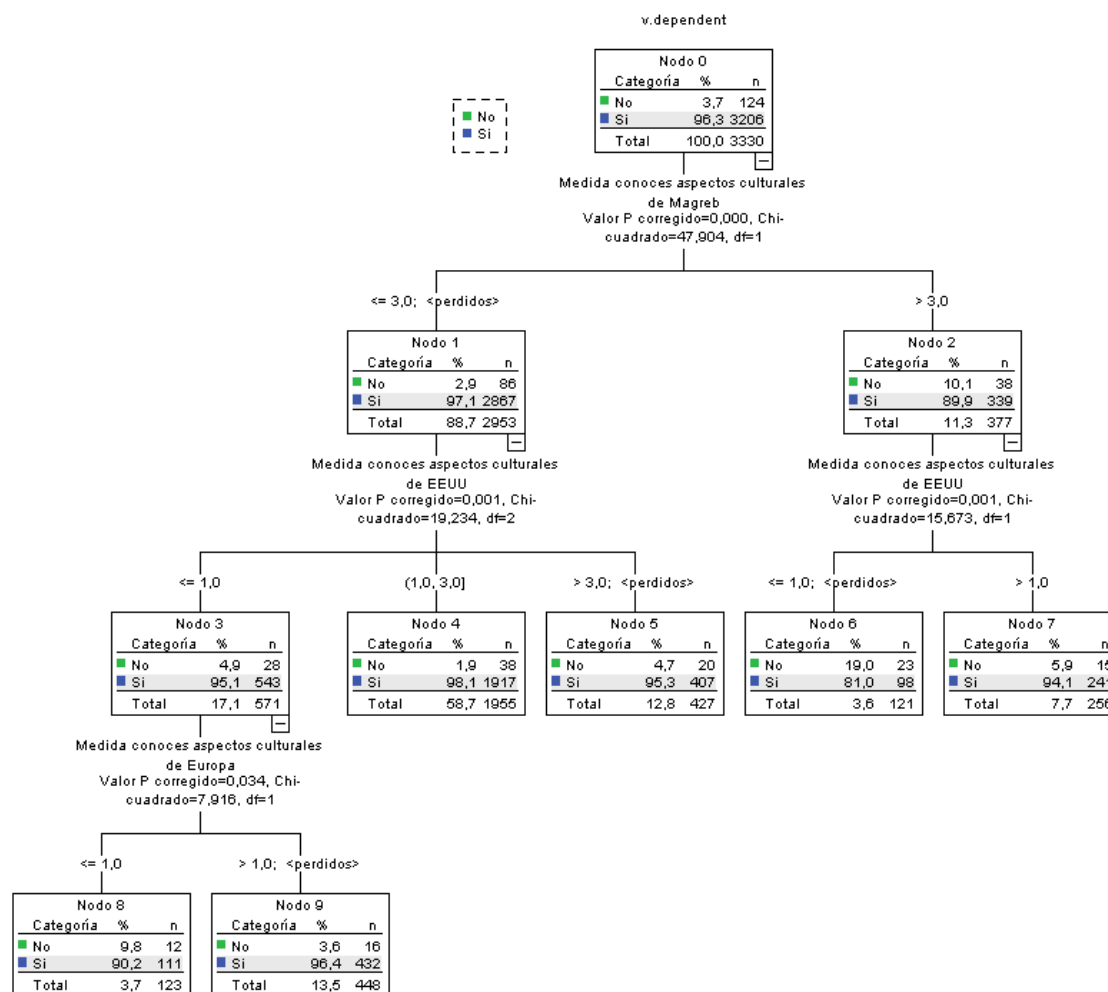 v.dependent
Nodo 0
Categoría % n
No 3,7 124
Si 96,3 3206
Total 100,0 3330
No
Si
Medida conoces aspectos culturales
de Magreb
Valor P corregido=0,000, Chi-
cuadrado=47,904, df=1
<= 3,0; <perdidos>
> 3,0
Nodo 1
Categoría % n
No 2,9 86
Si 97,1 2867
Total 88,7 2953
Nodo 2
Categoría % n
No 10,1 38
Si 89,9 339
Total 11,3 377
Medida conoces aspectos culturales
de EEUU
Valor P corregido=0,001, Chi-
cuadrado=19,234, df=2
Medida conoces aspectos culturales
de EEUU
Valor P corregido=0,001, Chi-
cuadrado=15,673, df=1
<= 1,0
(1,0, 3,0]
> 3,0; <perdidos>
<= 1,0; <perdidos>
> 1,0
Nodo 3
Categoría % n
No 4,9 28
Si 95,1 543
Total 17,1 571
Nodo 4
Categoría % n
No 1,9 38
Si 98,1 1917
Total 58,7 1955
Nodo 5
Categoría % n
No 4,7 20
Si 95,3 407
Total 12,8 427
Nodo 6
Categoría % n
No 19,0 23
Si 81,0 98
Total 3,6 121
Nodo 7
Categoría % n
No 5,9 15
Si 94,1 241
Total 7,7 256
Medida conoces aspectos culturales
de Europa
Valor P corregido=0,034, Chi-
cuadrado=7,916, df=1
<= 1,0
> 1,0; <perdidos>
Nodo 8
Categoría % n
No 9,8 12
Si 90,2 111
Total 3,7 123
Nodo 9
Categoría % n
No 3,6 16
Si 96,4 432
Total 13,5 448